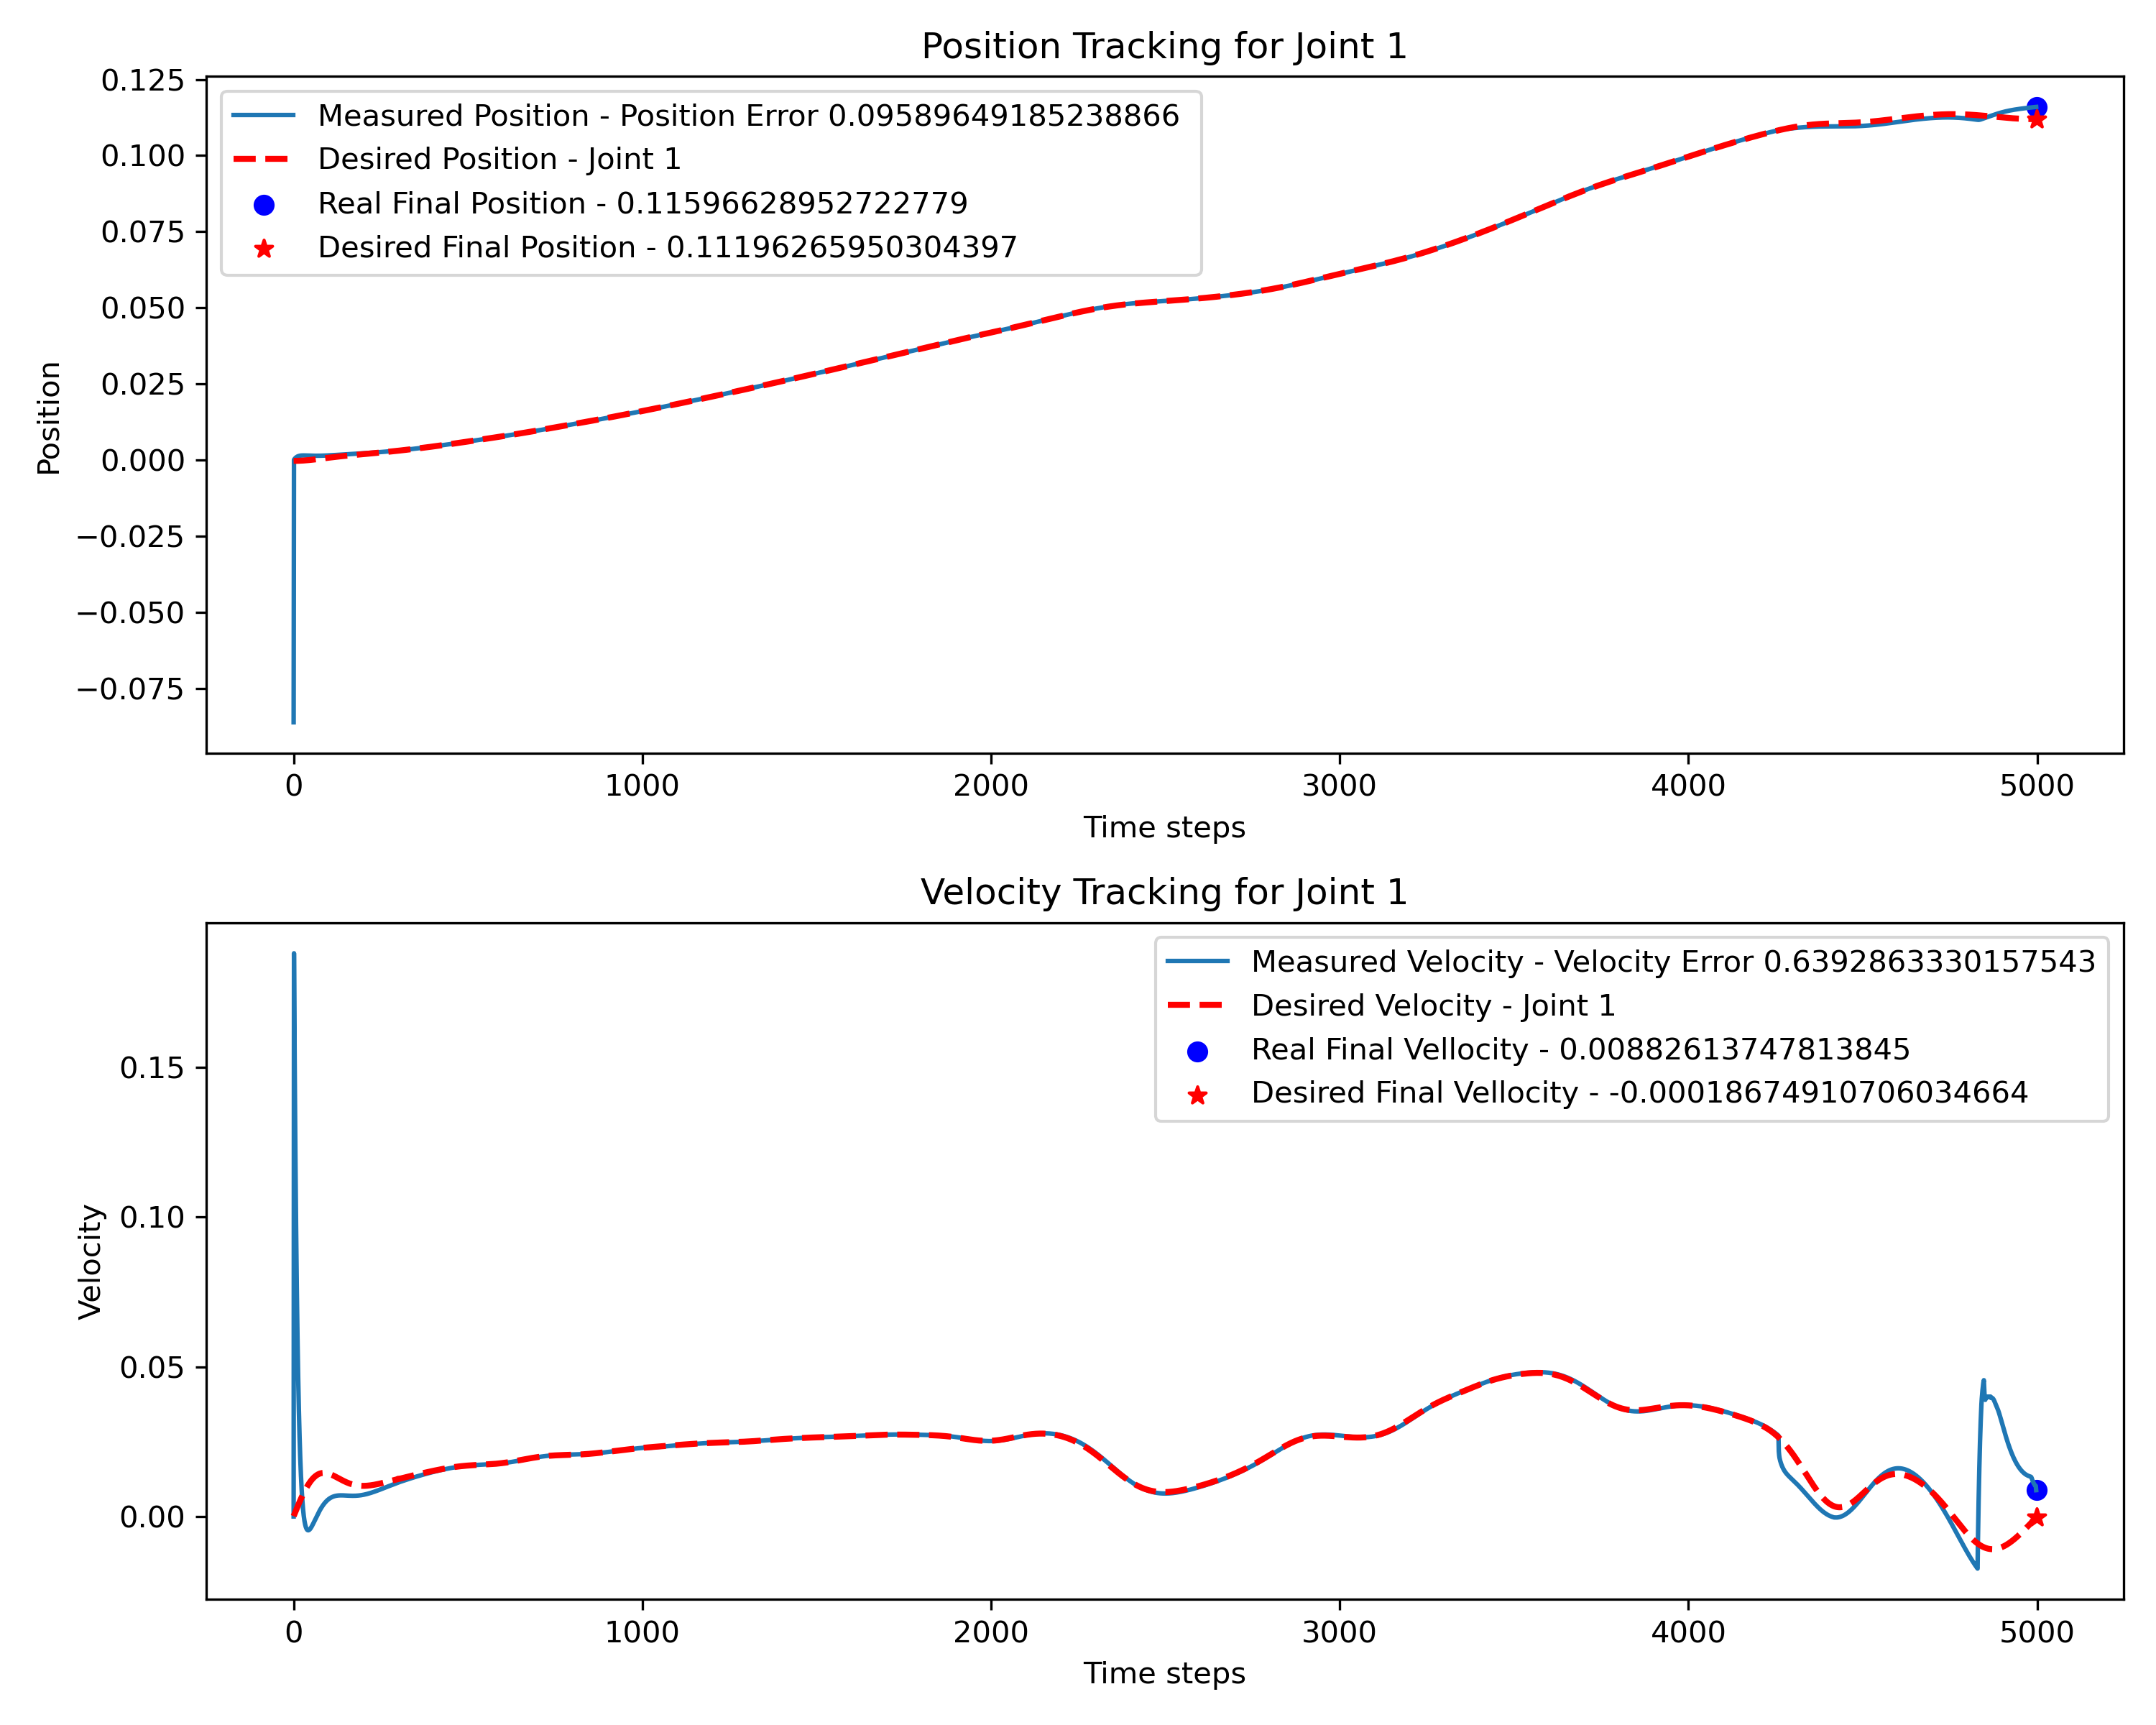 Position Tracking for Joint 1
0.125
0.100
0.075
0.050
0.025
0.000
−0.025
−0.050
−0.075
Position
Measured Position - Position Error 0.09589649185238866
Desired Position - Joint 1
Real Final Position - 0.11596628952722779
Desired Final Position - 0.11196265950304397
0 1000 2000 3000 4000 5000
Time steps
Velocity Tracking for Joint 1
0.15
0.10
0.05
0.00
Velocity
Measured Velocity - Velocity Error 0.6392863330157543
Desired Velocity - Joint 1
Real Final Vellocity - 0.00882613747813845
Desired Final Vellocity - -0.00018674910706034664
0 1000 2000 3000 4000 5000
Time steps